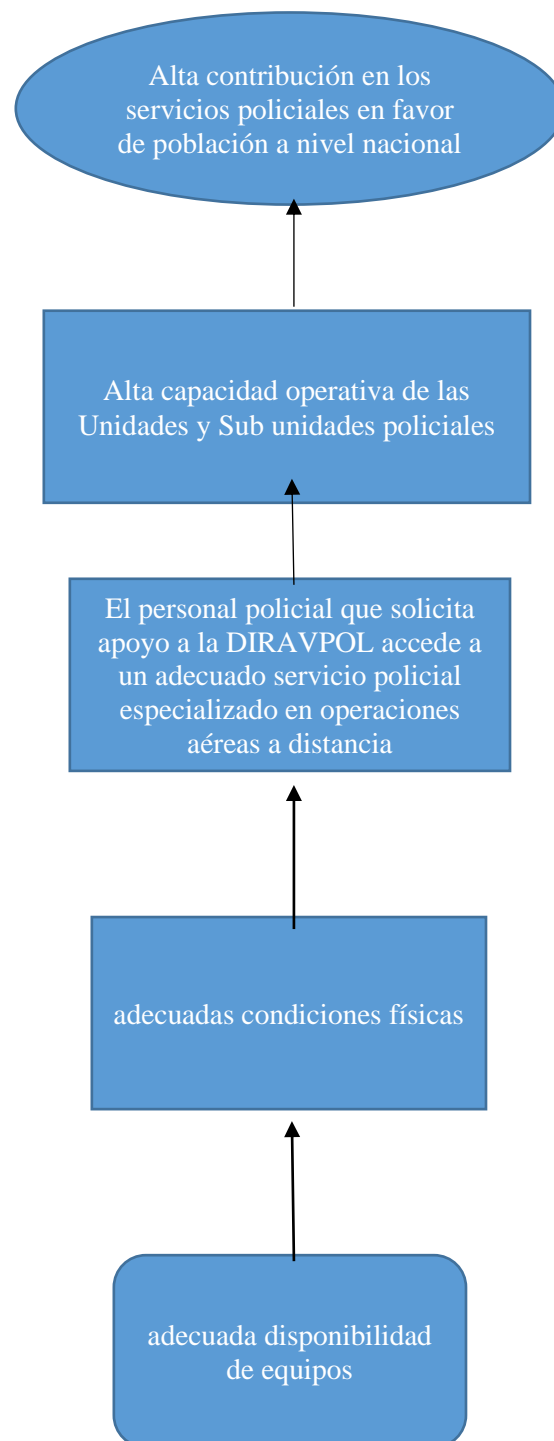 Alta contribución en los
servicios policiales en favor
de población a nivel nacional
Alta capacidad operativa de las
Unidades y Sub unidades policiales
El personal policial que solicita
apoyo a la DIRAVPOL accede a
un adecuado servicio policial
especializado en operaciones
aéreas a distancia
adecuadas condiciones físicas
adecuada disponibilidad
de equipos